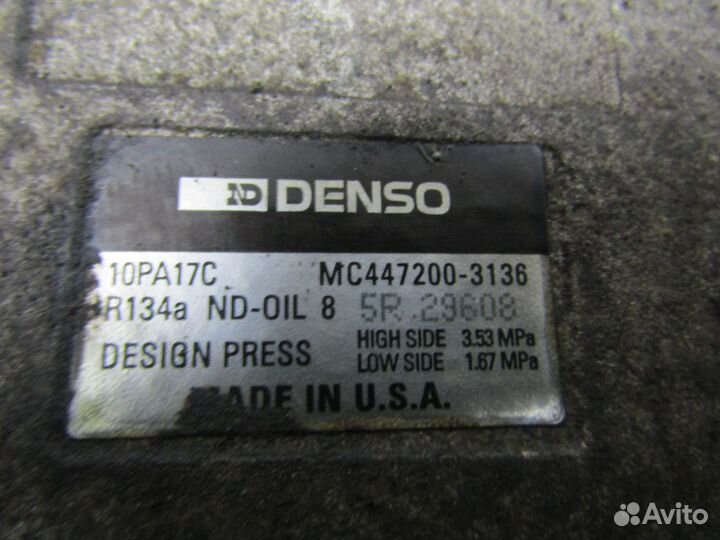 ND DENSO
10PA17C MC447200-3136
R134a ND-OIL 8 5R 29608
DESIGN PRESS HIGH SIDE 3.53 MPa
LOW SIDE 1.67 MPa
MADE IN U.S.A.
Avito